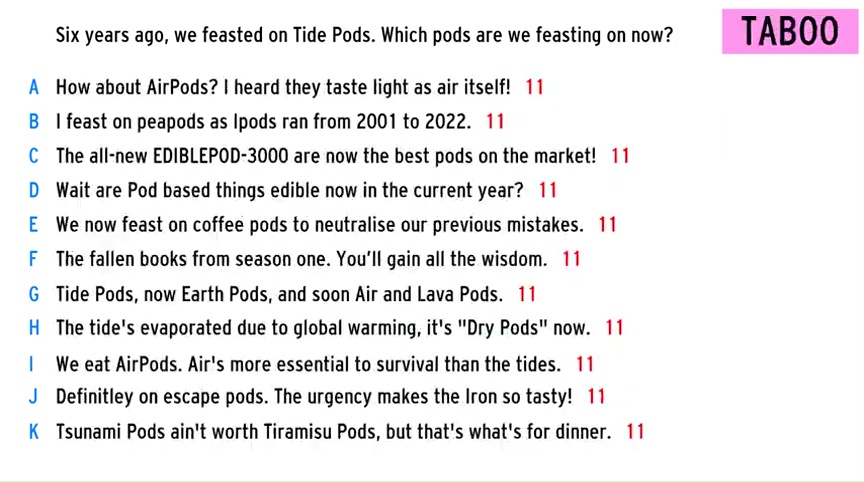 Six years ago, we feasted on Tide Pods. Which pods are we feasting on now?
TABOO
A How about AirPods? I heard they taste light as air itself! 11
B I feast on peapods as Ipods ran from 2001 to 2022. 11
C The all-new EDIBLEPOD-3000 are now the best pods on the market! 11
D Wait are Pod based things edible now in the current year? 11
E We now feast on coffee pods to neutralise our previous mistakes. 11
F The fallen books from season one. You'll gain all the wisdom. 11
G Tide Pods, now Earth Pods, and soon Air and Lava Pods. 11
H The tide's evaporated due to global warming, it's "Dry Pods" now. 11
I We eat AirPods. Air's more essential to survival than the tides. 11
J Definitley on escape pods. The urgency makes the Iron so tasty! 11
K Tsunami Pods ain't worth Tiramisu Pods, but that's what's for dinner. 11